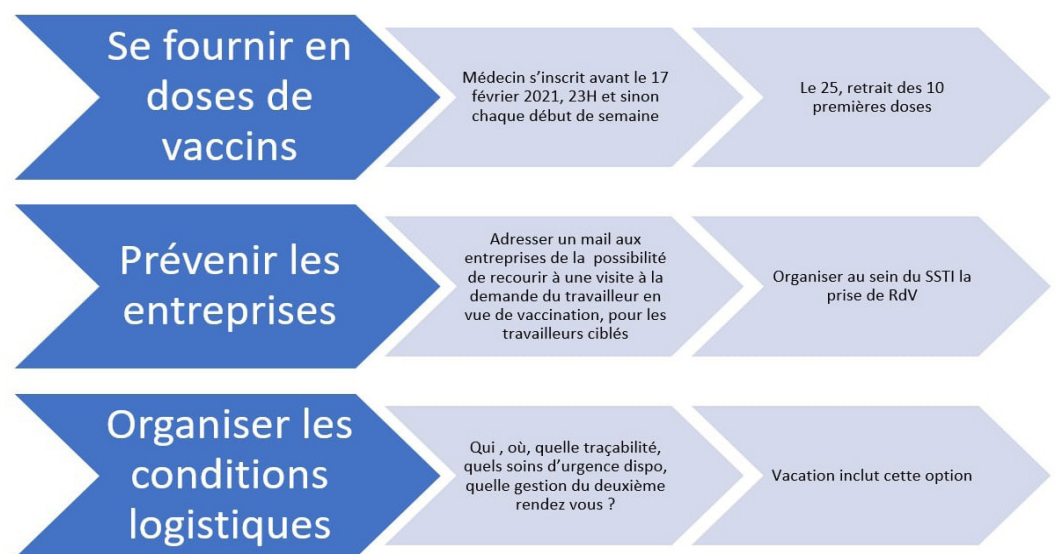 Se fournir en
doses de
vaccins
Médecin s'inscrit avant le 17
février 2021, 23H et sinon
chaque début de semaine
Le 25, retrait des 10
premières doses
Prévenir les
entreprises
Adresser un mail aux
entreprises de la possibilité
de recourir à une visite à la
demande du travailleur en
vue de vaccination, pour les
travailleurs ciblés
Organiser au sein du SSTI la
prise de RdV
Organiser les
conditions
logistiques
Qui , où, quelle traçabilité,
quels soins d'urgence dispo,
quelle gestion du deuxième
rendez vous ?
Vacation inclut cette option